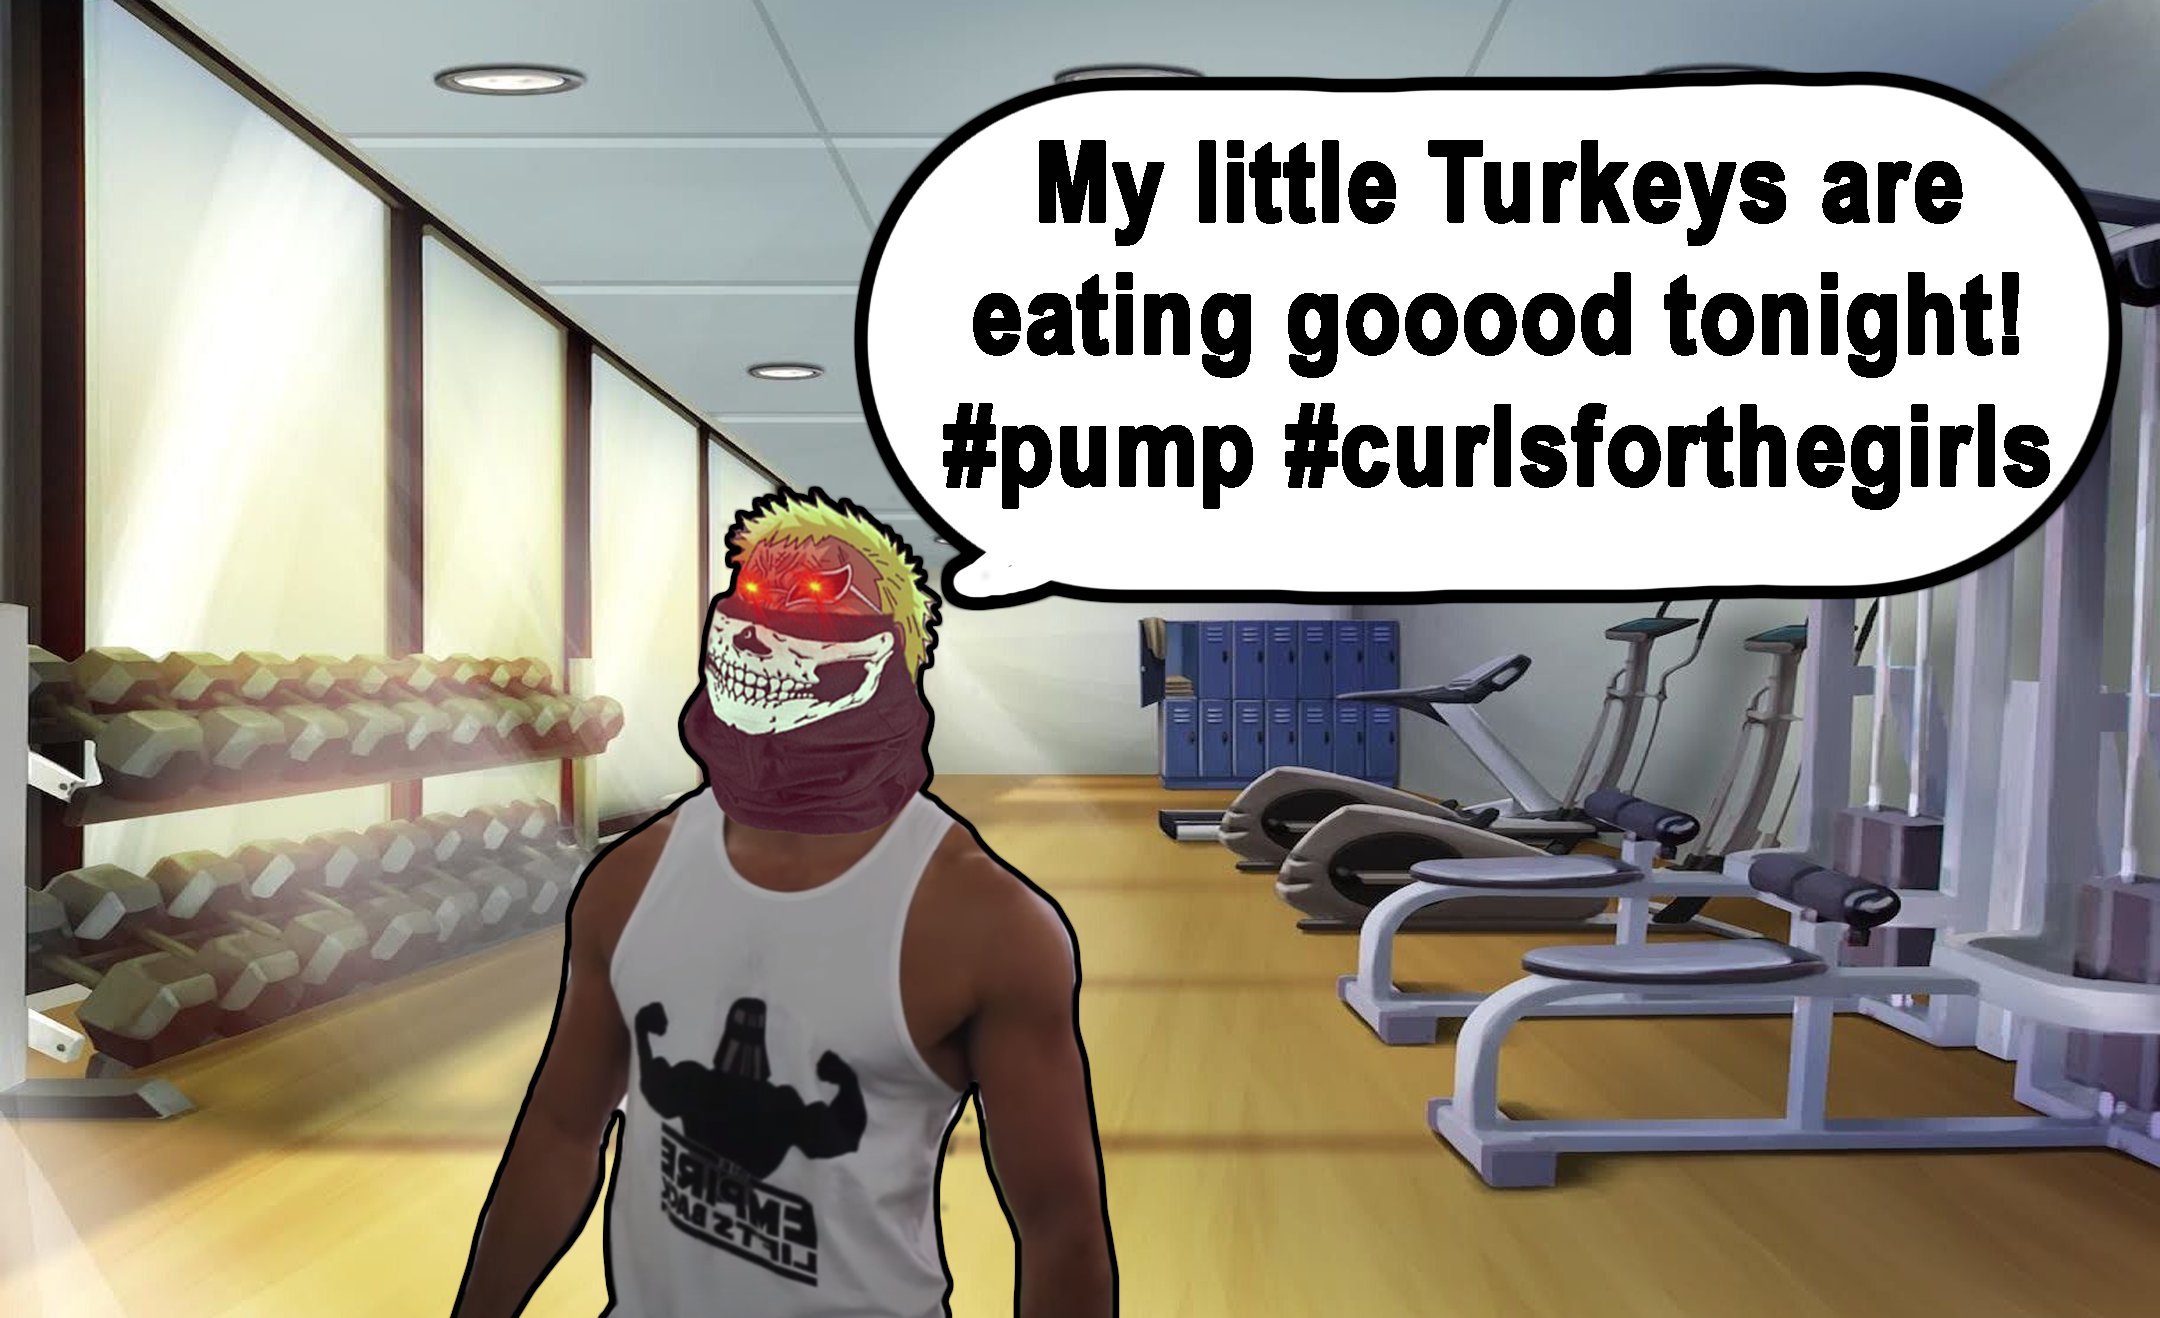 My little Turkeys are
eating gooood tonight!
#pump #curlsforthegirls
EMPIRE
LIFTS BACK